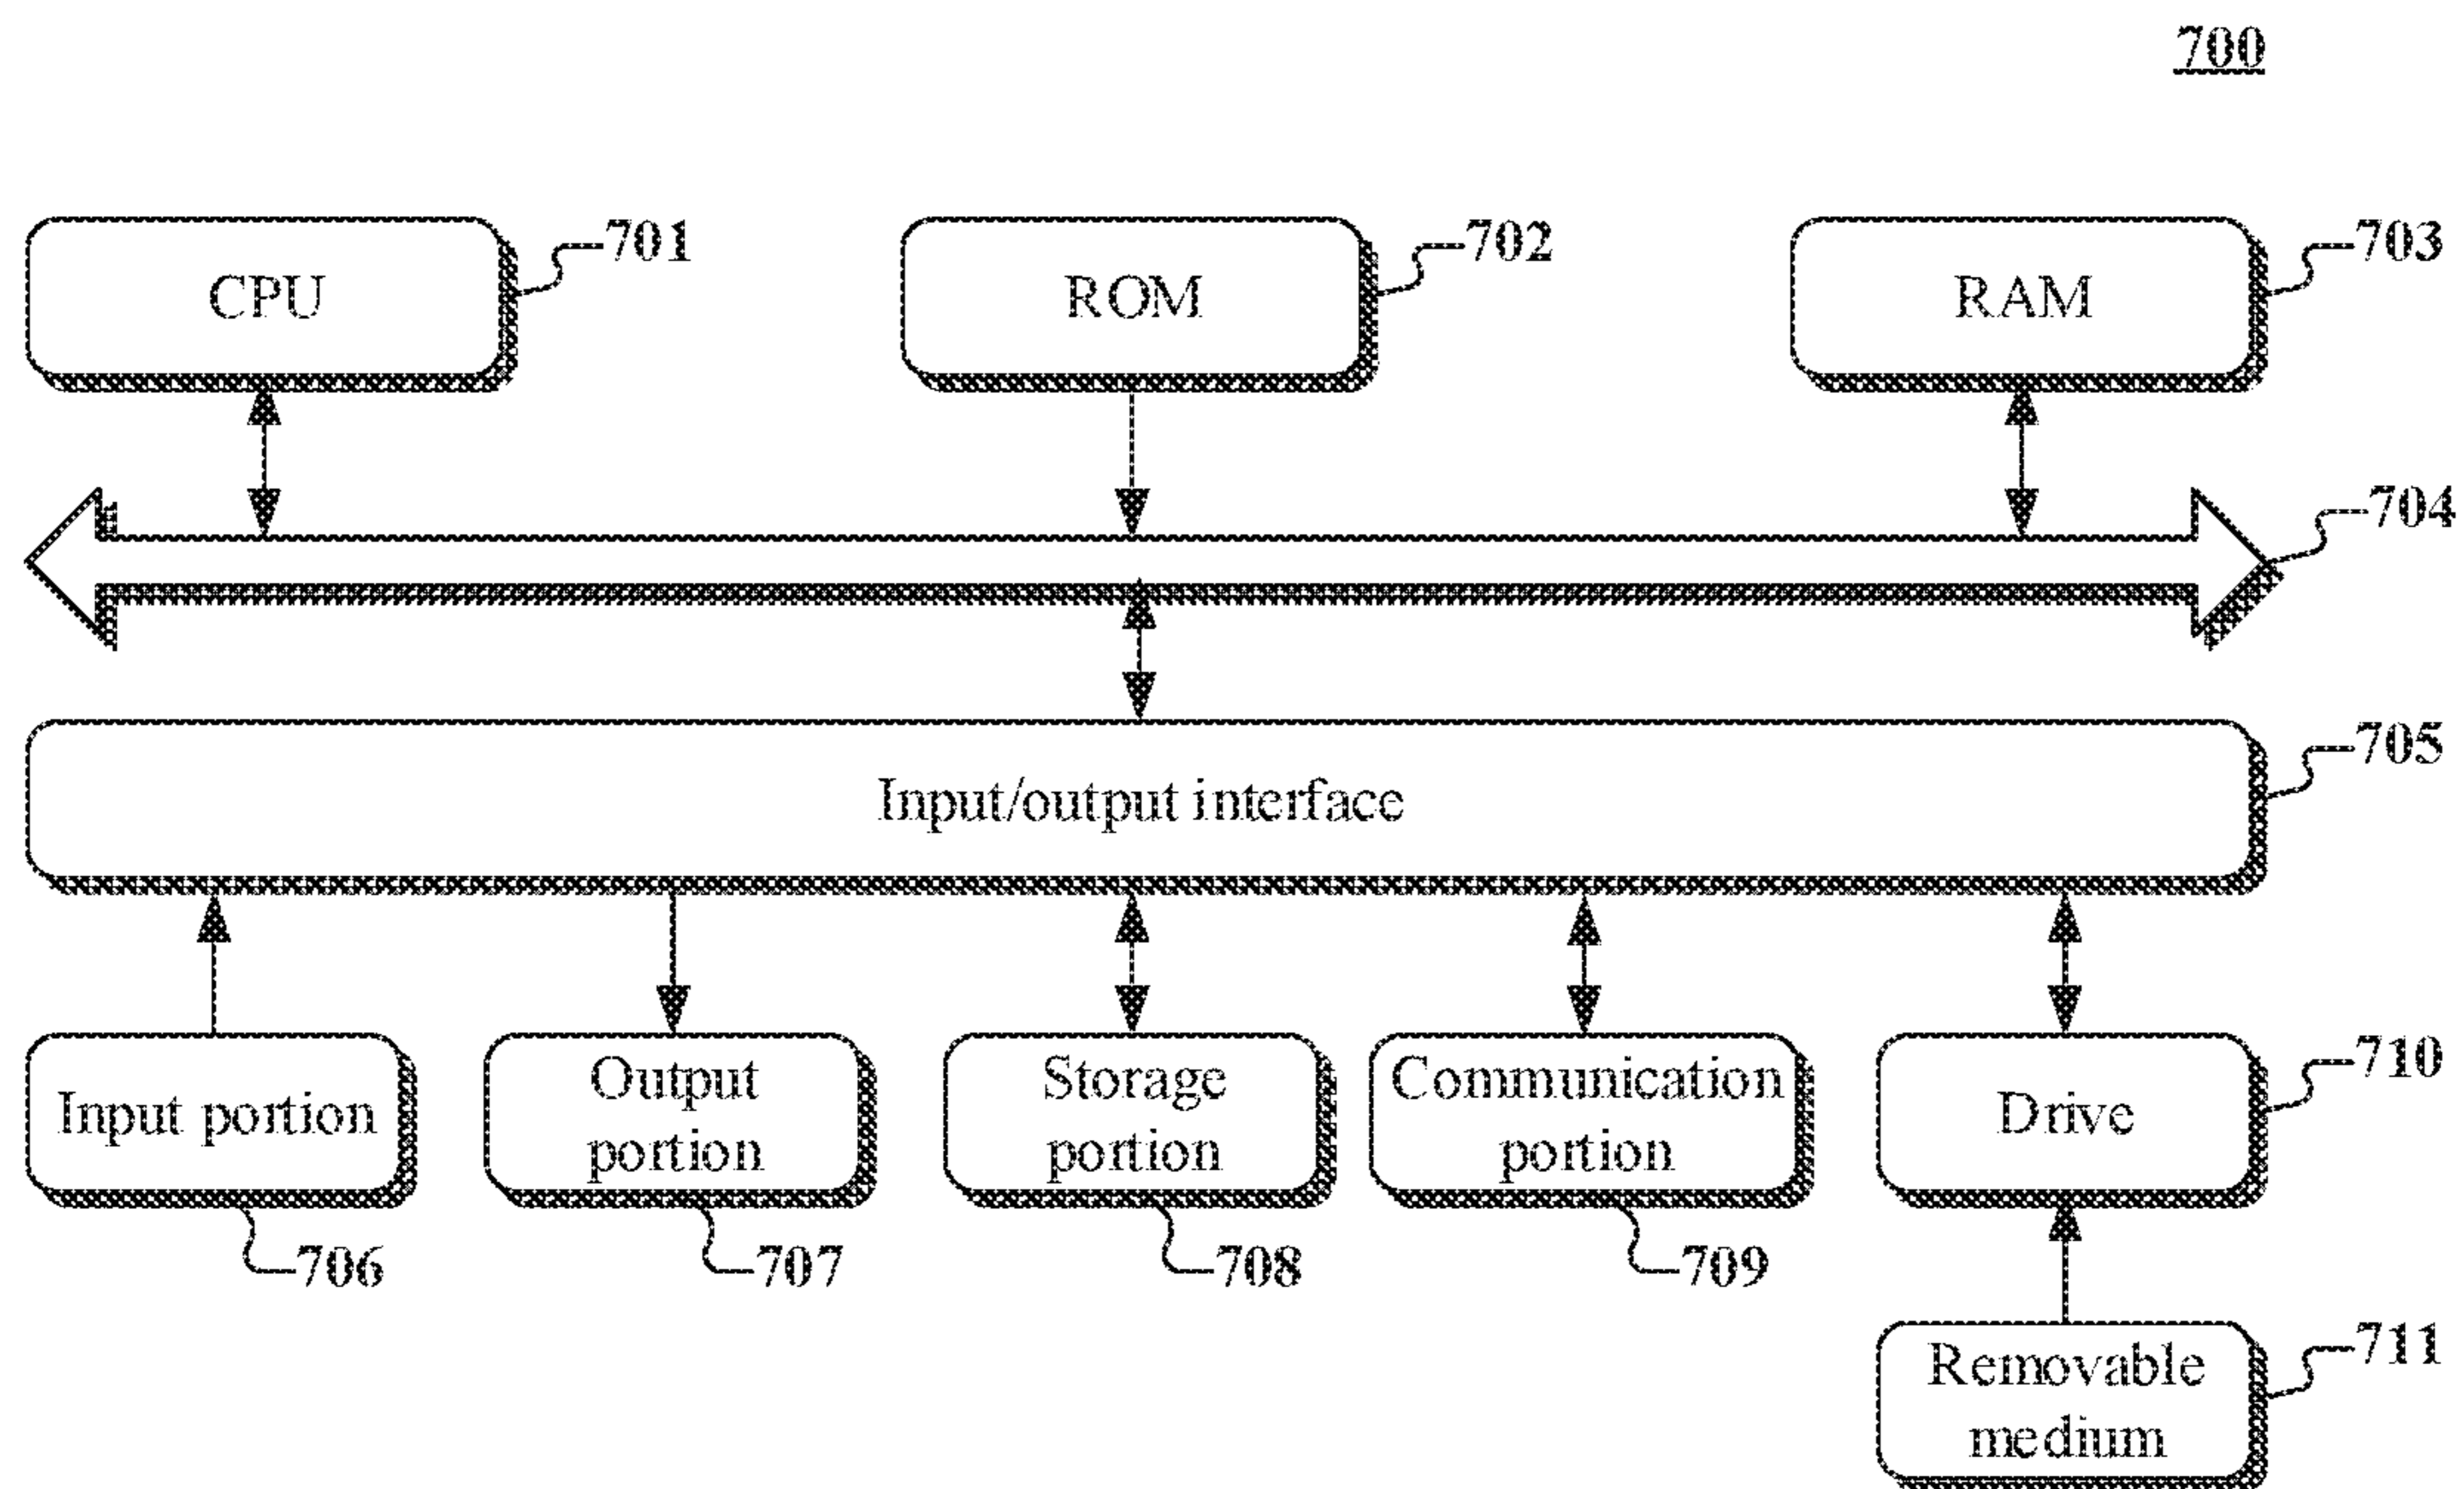 700
CPU
701
ROM
702
RAM
703
704
Input/output interface
705
Input portion
706
Output
portion
707
Storage
portion
708
Communication
portion
709
Drive
710
Removable
medium
711